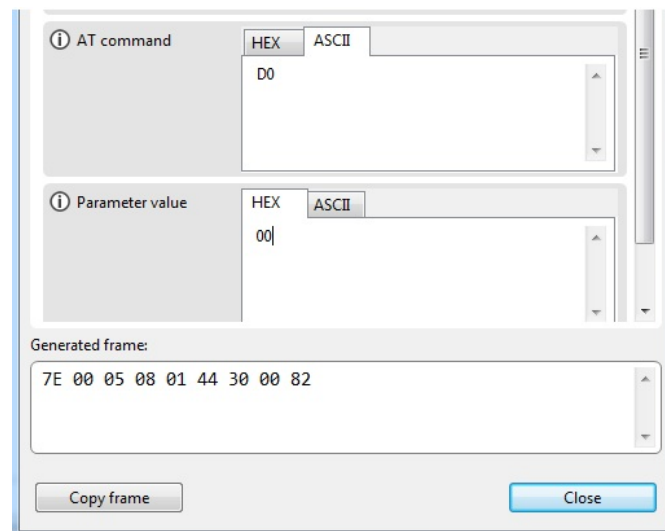 AT command
HEX ASCII
D0
Parameter value
HEX ASCII
00
Generated frame:
7E 00 05 08 01 44 30 00 82
Copy frame Close